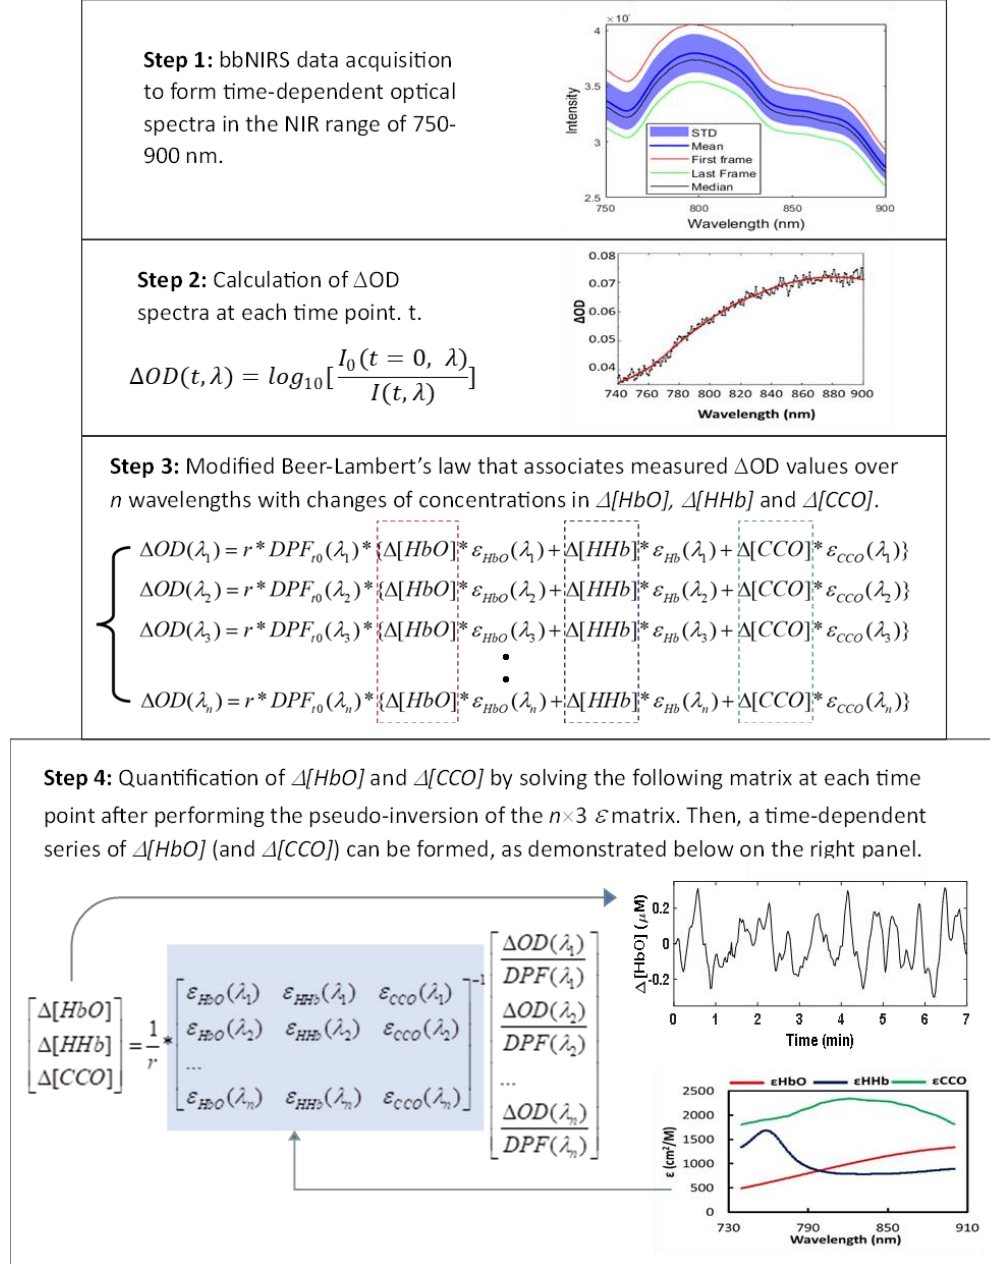 Step 1: bbNIRS data acquisition
to form time-dependent optical
spectra in the NIR range of 750-
900 nm.
4
3.5
3
2.5
Intensity
STD
Mean
First frame
Last Frame
Median
750 800 850 900
Wavelength (nm)
Step 2: Calculation of ΔOD
spectra at each time point. t.
ΔOD(t,λ) = log10[I0(t = 0, λ) / I(t,λ)]
0.08
0.07
0.06
0.05
0.04
ΔOD
740 760 780 800 820 840 860 880 900
Wavelength (nm)
Step 3: Modified Beer-Lambert's law that associates measured ΔOD values over
n wavelengths with changes of concentrations in Δ[HbO], Δ[HHb] and Δ[CCO].
ΔOD(λ1) = r * DPFt0(λ1) * {Δ[HbO] * εHbO(λ1) + Δ[HHb] * εHb(λ1) + Δ[CCO] * εCCO(λ1)}
ΔOD(λ2) = r * DPFt0(λ2) * {Δ[HbO] * εHbO(λ2) + Δ[HHb] * εHb(λ2) + Δ[CCO] * εCCO(λ2)}
ΔOD(λ3) = r * DPFt0(λ3) * {Δ[HbO] * εHbO(λ3) + Δ[HHb] * εHb(λ3) + Δ[CCO] * εCCO(λ3)}
ΔOD(λn) = r * DPFt0(λn) * {Δ[HbO] * εHbO(λn) + Δ[HHb] * εHb(λn) + Δ[CCO] * εCCO(λn)}
Step 4: Quantification of Δ[HbO] and Δ[CCO] by solving the following matrix at each time
point after performing the pseudo-inversion of the n×3 ε matrix. Then, a time-dependent
series of Δ[HbO] (and Δ[CCO]) can be formed, as demonstrated below on the right panel.
Δ[HbO]
Δ[HHb]
Δ[CCO]
= 1/r *
εHbO(λ1) εHHb(λ1) εCCO(λ1)
εHbO(λ2) εHHb(λ2) εCCO(λ2)
...
εHbO(λn) εHHb(λn) εCCO(λn)
-1
ΔOD(λ1)
DPF(λ1)
ΔOD(λ2)
DPF(λ2)
...
ΔOD(λn)
DPF(λn)
Δ[HbO] (μM)
0.2
0
-0.2
0 1 2 3 4 5 6 7
Time (min)
εHbO εHHb εCCO
ε (cm2/M)
2500
2000
1500
1000
500
0
730 790 850 910
Wavelength (nm)